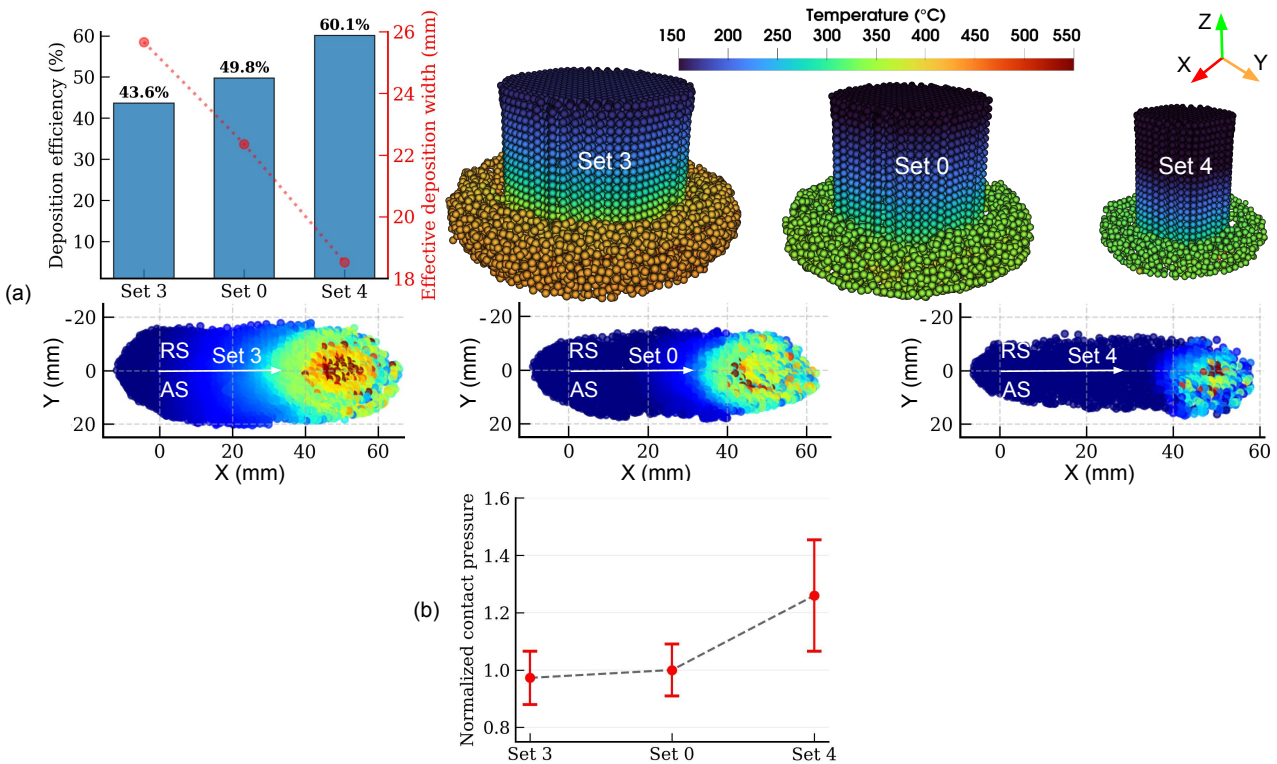 (a)
Deposition efficiency (%)
60
50
40
30
20
10
43.6%
49.8%
60.1%
Set 3
Set 0
Set 4
26
24
22
20
18
Effective deposition width (mm)
Temperature (°C)
150 200 250 300 350 400 450 500 550
Set 3
Set 0
Set 4
Z
X
Y
Y (mm)
-20
0
20
RS
Set 3
AS
0 20 40 60
X (mm)
Y (mm)
-20
0
20
RS
Set 0
AS
0 20 40 60
X (mm)
Y (mm)
-20
0
20
RS
Set 4
AS
0 20 40 60
X (mm)
(b)
Normalized contact pressure
1.6
1.4
1.2
1.0
0.8
Set 3
Set 0
Set 4